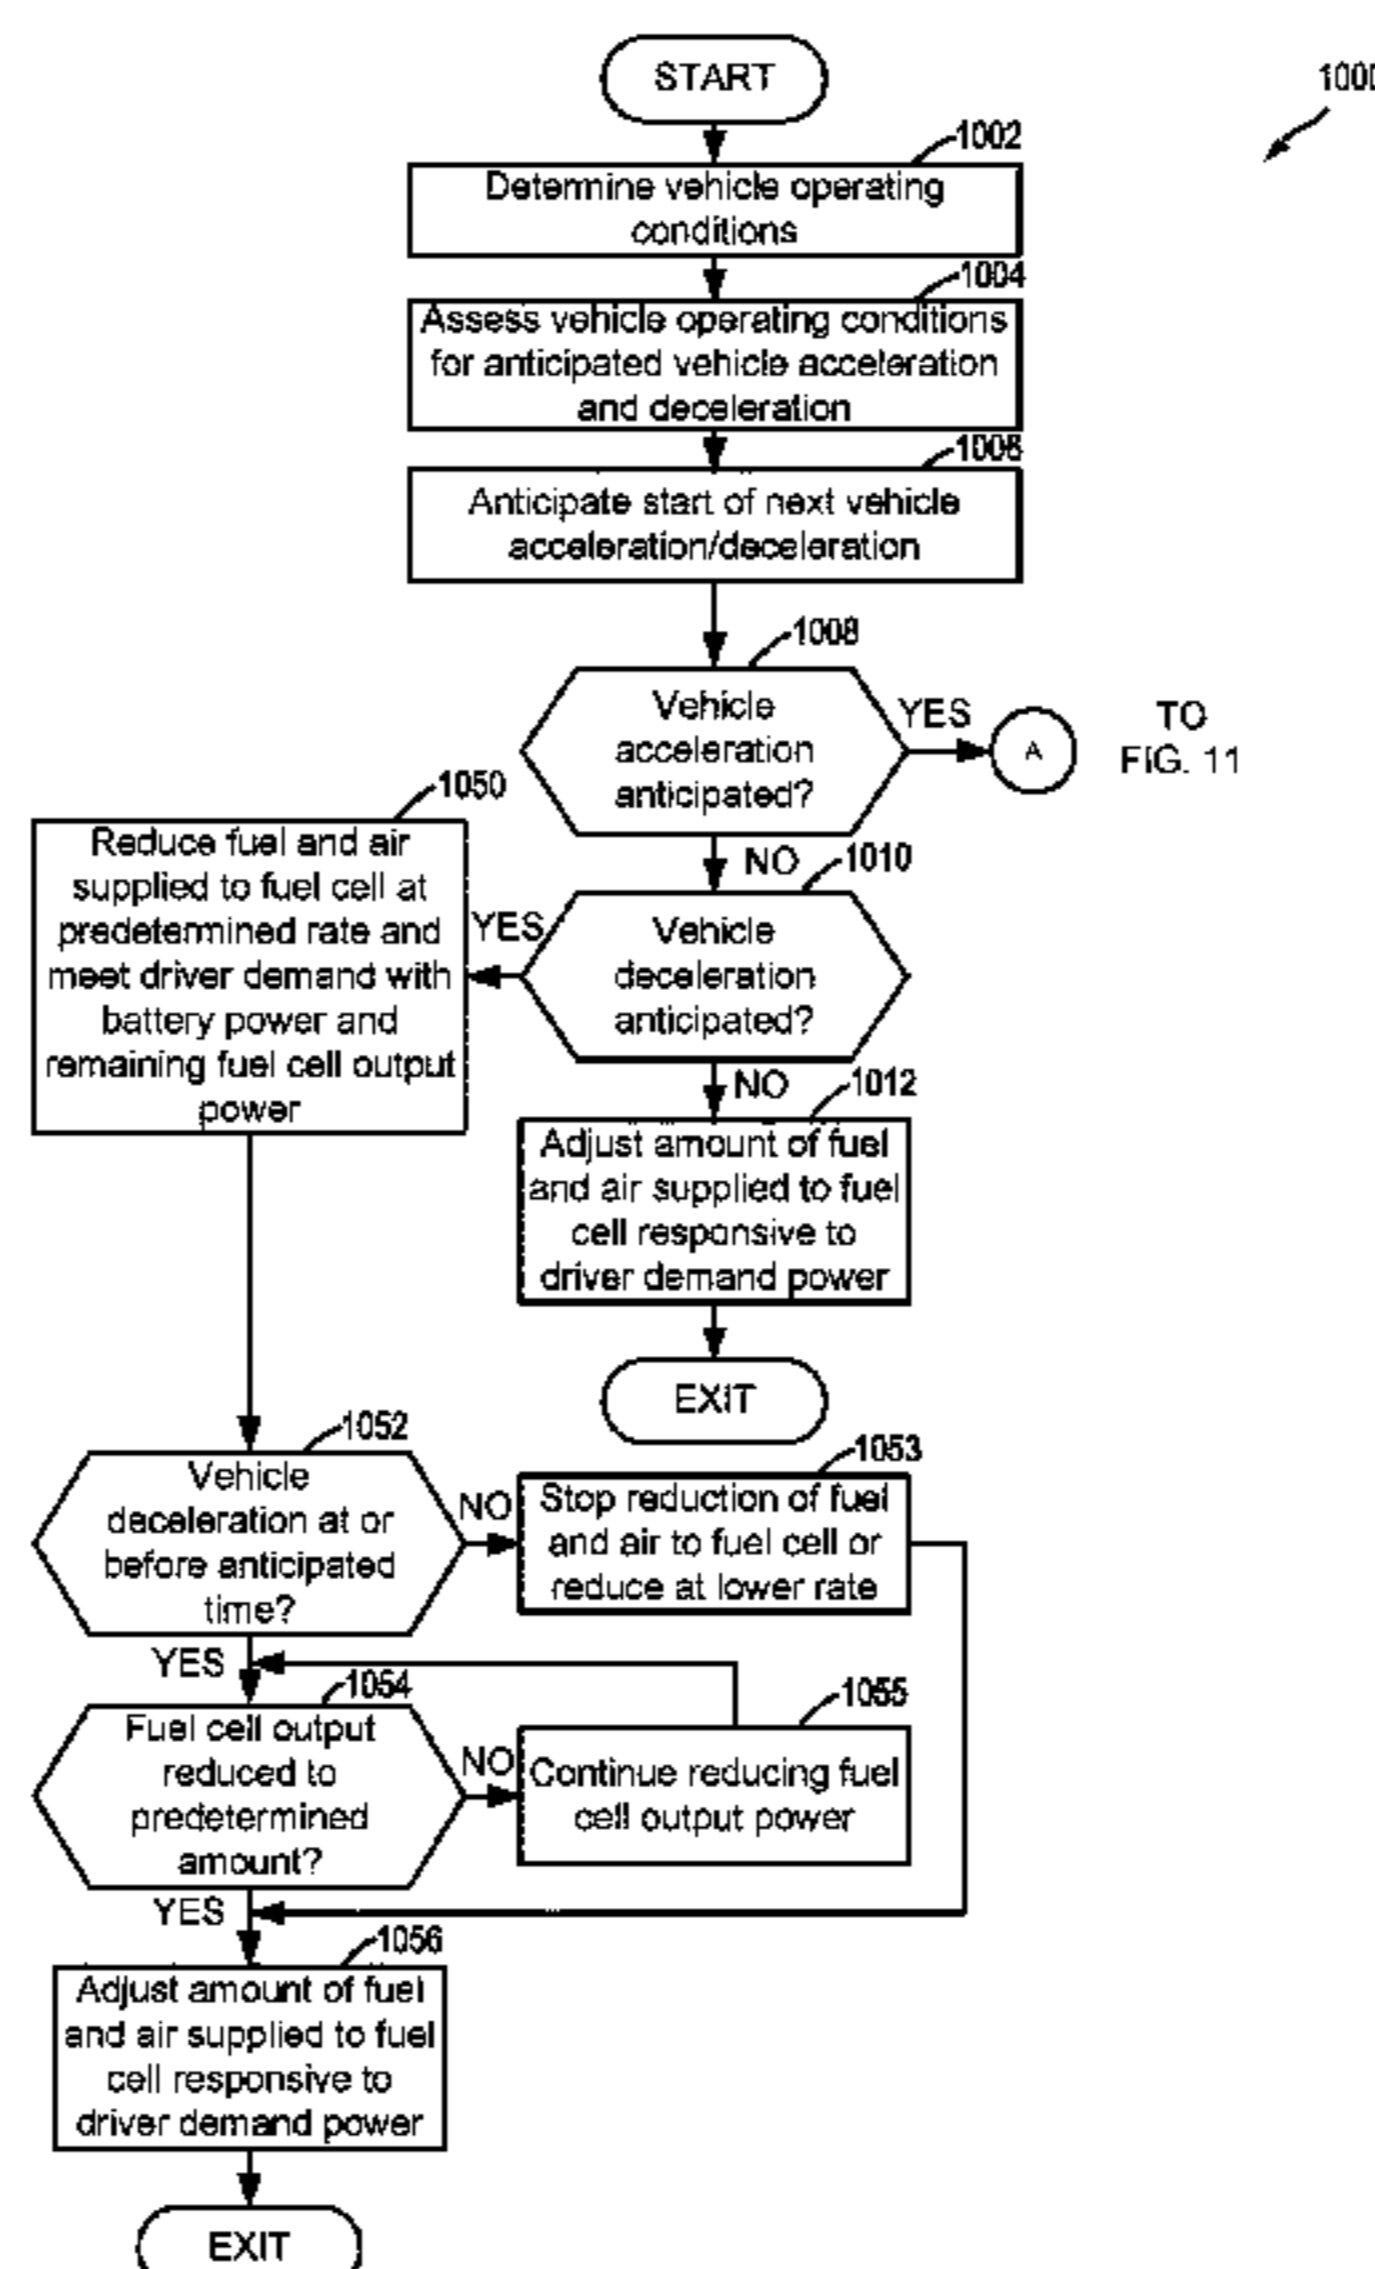 START
1000
1002
Determine vehicle operating
conditions
1004
Assess vehicle operating conditions
for anticipated vehicle acceleration
and deceleration
1006
Anticipate start of next vehicle
acceleration/deceleration
1008
Vehicle
acceleration
anticipated?
YES
A
TO
FIG. 11
NO
1010
Vehicle
deceleration
anticipated?
YES
1050
Reduce fuel and air
supplied to fuel cell at
predetermined rate and
meet driver demand with
battery power and
remaining fuel cell output
power
NO
1012
Adjust amount of fuel
and air supplied to fuel
cell responsive to
driver demand power
EXIT
1052
Vehicle
deceleration at or
before anticipated
time?
NO
1053
Stop reduction of fuel
and air to fuel cell or
reduce at lower rate
YES
1054
Fuel cell output
reduced to
predetermined
amount?
NO
1055
Continue reducing fuel
cell output power
YES
1056
Adjust amount of fuel
and air supplied to fuel
cell responsive to
driver demand power
EXIT